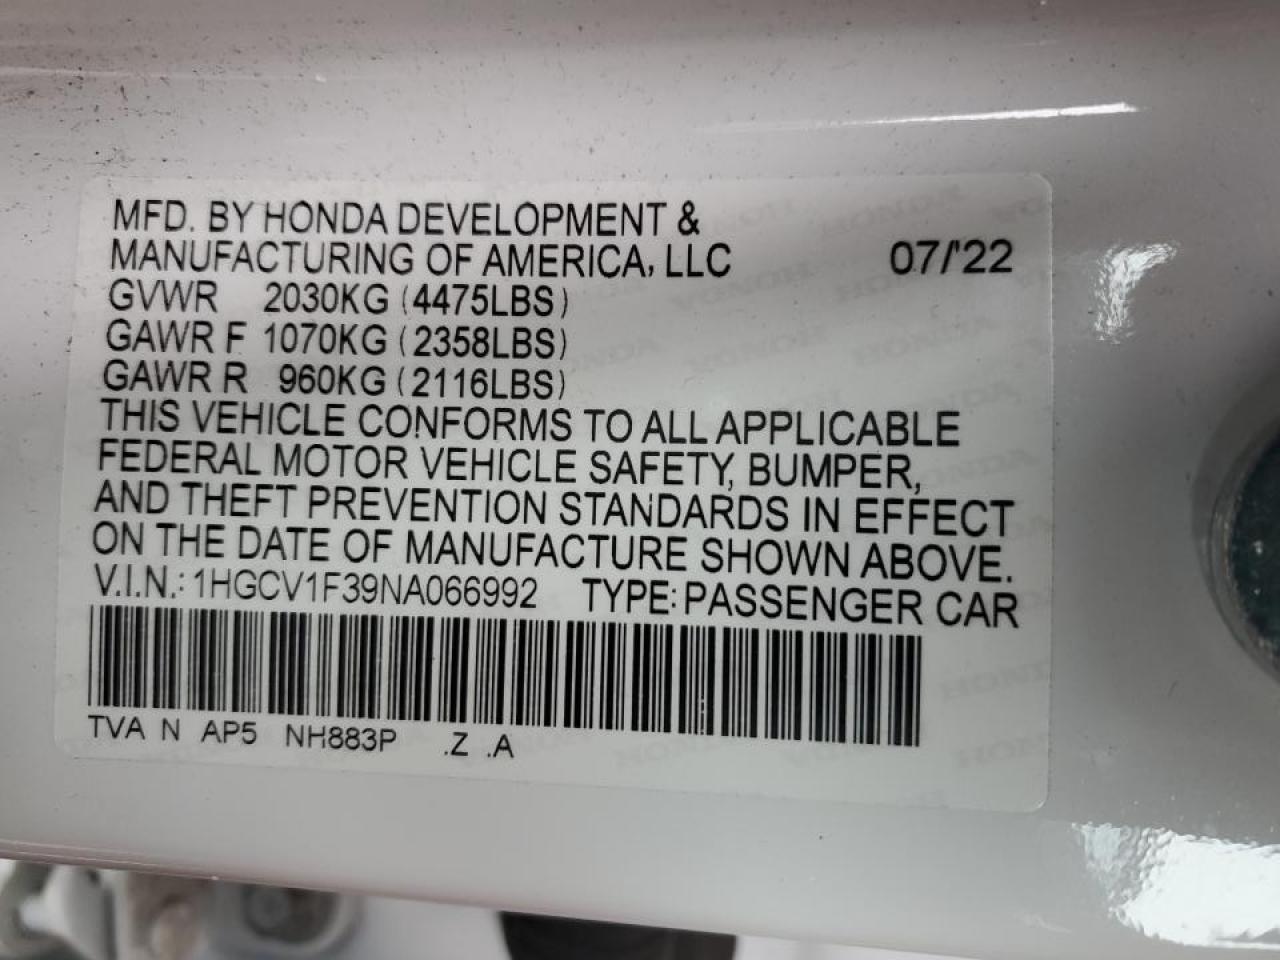 MFD. BY HONDA DEVELOPMENT &
MANUFACTURING OF AMERICA, LLC 07/'22
GVWR 2030KG (4475LBS)
GAWR F 1070KG (2358LBS)
GAWR R 960KG (2116LBS)
THIS VEHICLE CONFORMS TO ALL APPLICABLE
FEDERAL MOTOR VEHICLE SAFETY, BUMPER,
AND THEFT PREVENTION STANDARDS IN EFFECT
ON THE DATE OF MANUFACTURE SHOWN ABOVE.
V.I.N.: 1HGCV1F39NA066992 TYPE: PASSENGER CAR
TVA N AP5 NH883P .Z .A